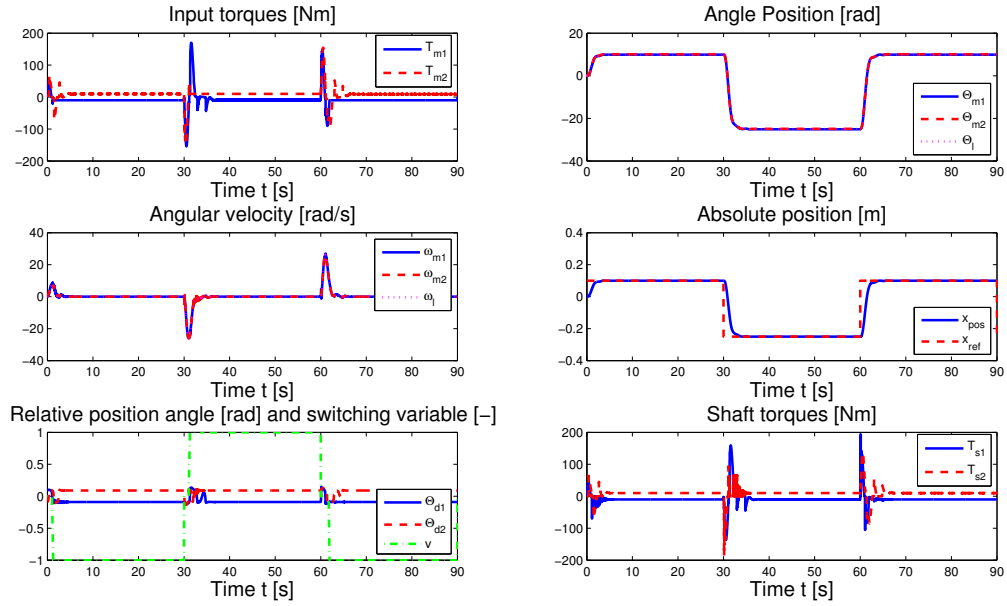 Input torques [Nm]
200
100
0
−100
−200
0 10 20 30 40 50 60 70 80 90
Time t [s]
T_m1
T_m2
Angle Position [rad]
20
0
−20
−40
0 10 20 30 40 50 60 70 80 90
Time t [s]
Θ_m1
Θ_m2
Θ_l
Angular velocity [rad/s]
40
20
0
−20
−40
0 10 20 30 40 50 60 70 80 90
Time t [s]
ω_m1
ω_m2
ω_l
Absolute position [m]
0.4
0.2
0
−0.2
−0.4
0 10 20 30 40 50 60 70 80 90
Time t [s]
x_pos
x_ref
Relative position angle [rad] and switching variable [−]
1
0.5
0
−0.5
−1
0 10 20 30 40 50 60 70 80 90
Time t [s]
Θ_d1
Θ_d2
v
Shaft torques [Nm]
200
100
0
−100
−200
0 10 20 30 40 50 60 70 80 90
Time t [s]
T_s1
T_s2